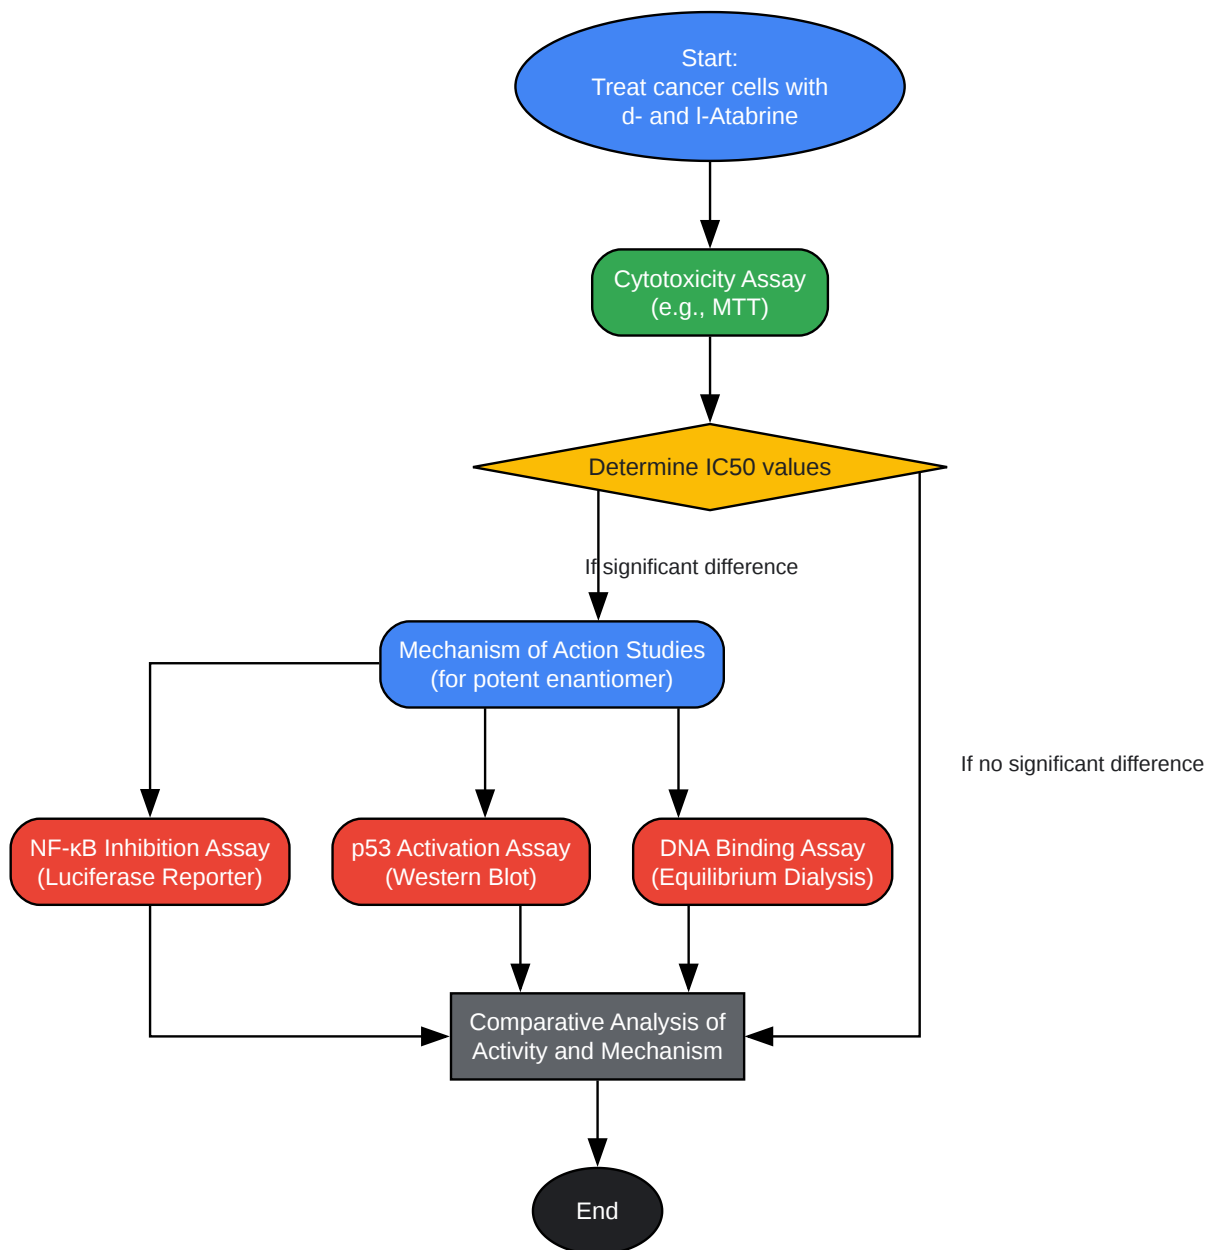 Start:
Treat cancer cells with
d- and l-Atabrine
Cytotoxicity Assay
(e.g., MTT)
Determine IC50 values
If significant difference
Mechanism of Action Studies
(for potent enantiomer)
If no significant difference
NF-κB Inhibition Assay
(Luciferase Reporter)
p53 Activation Assay
(Western Blot)
DNA Binding Assay
(Equilibrium Dialysis)
Comparative Analysis of
Activity and Mechanism
End